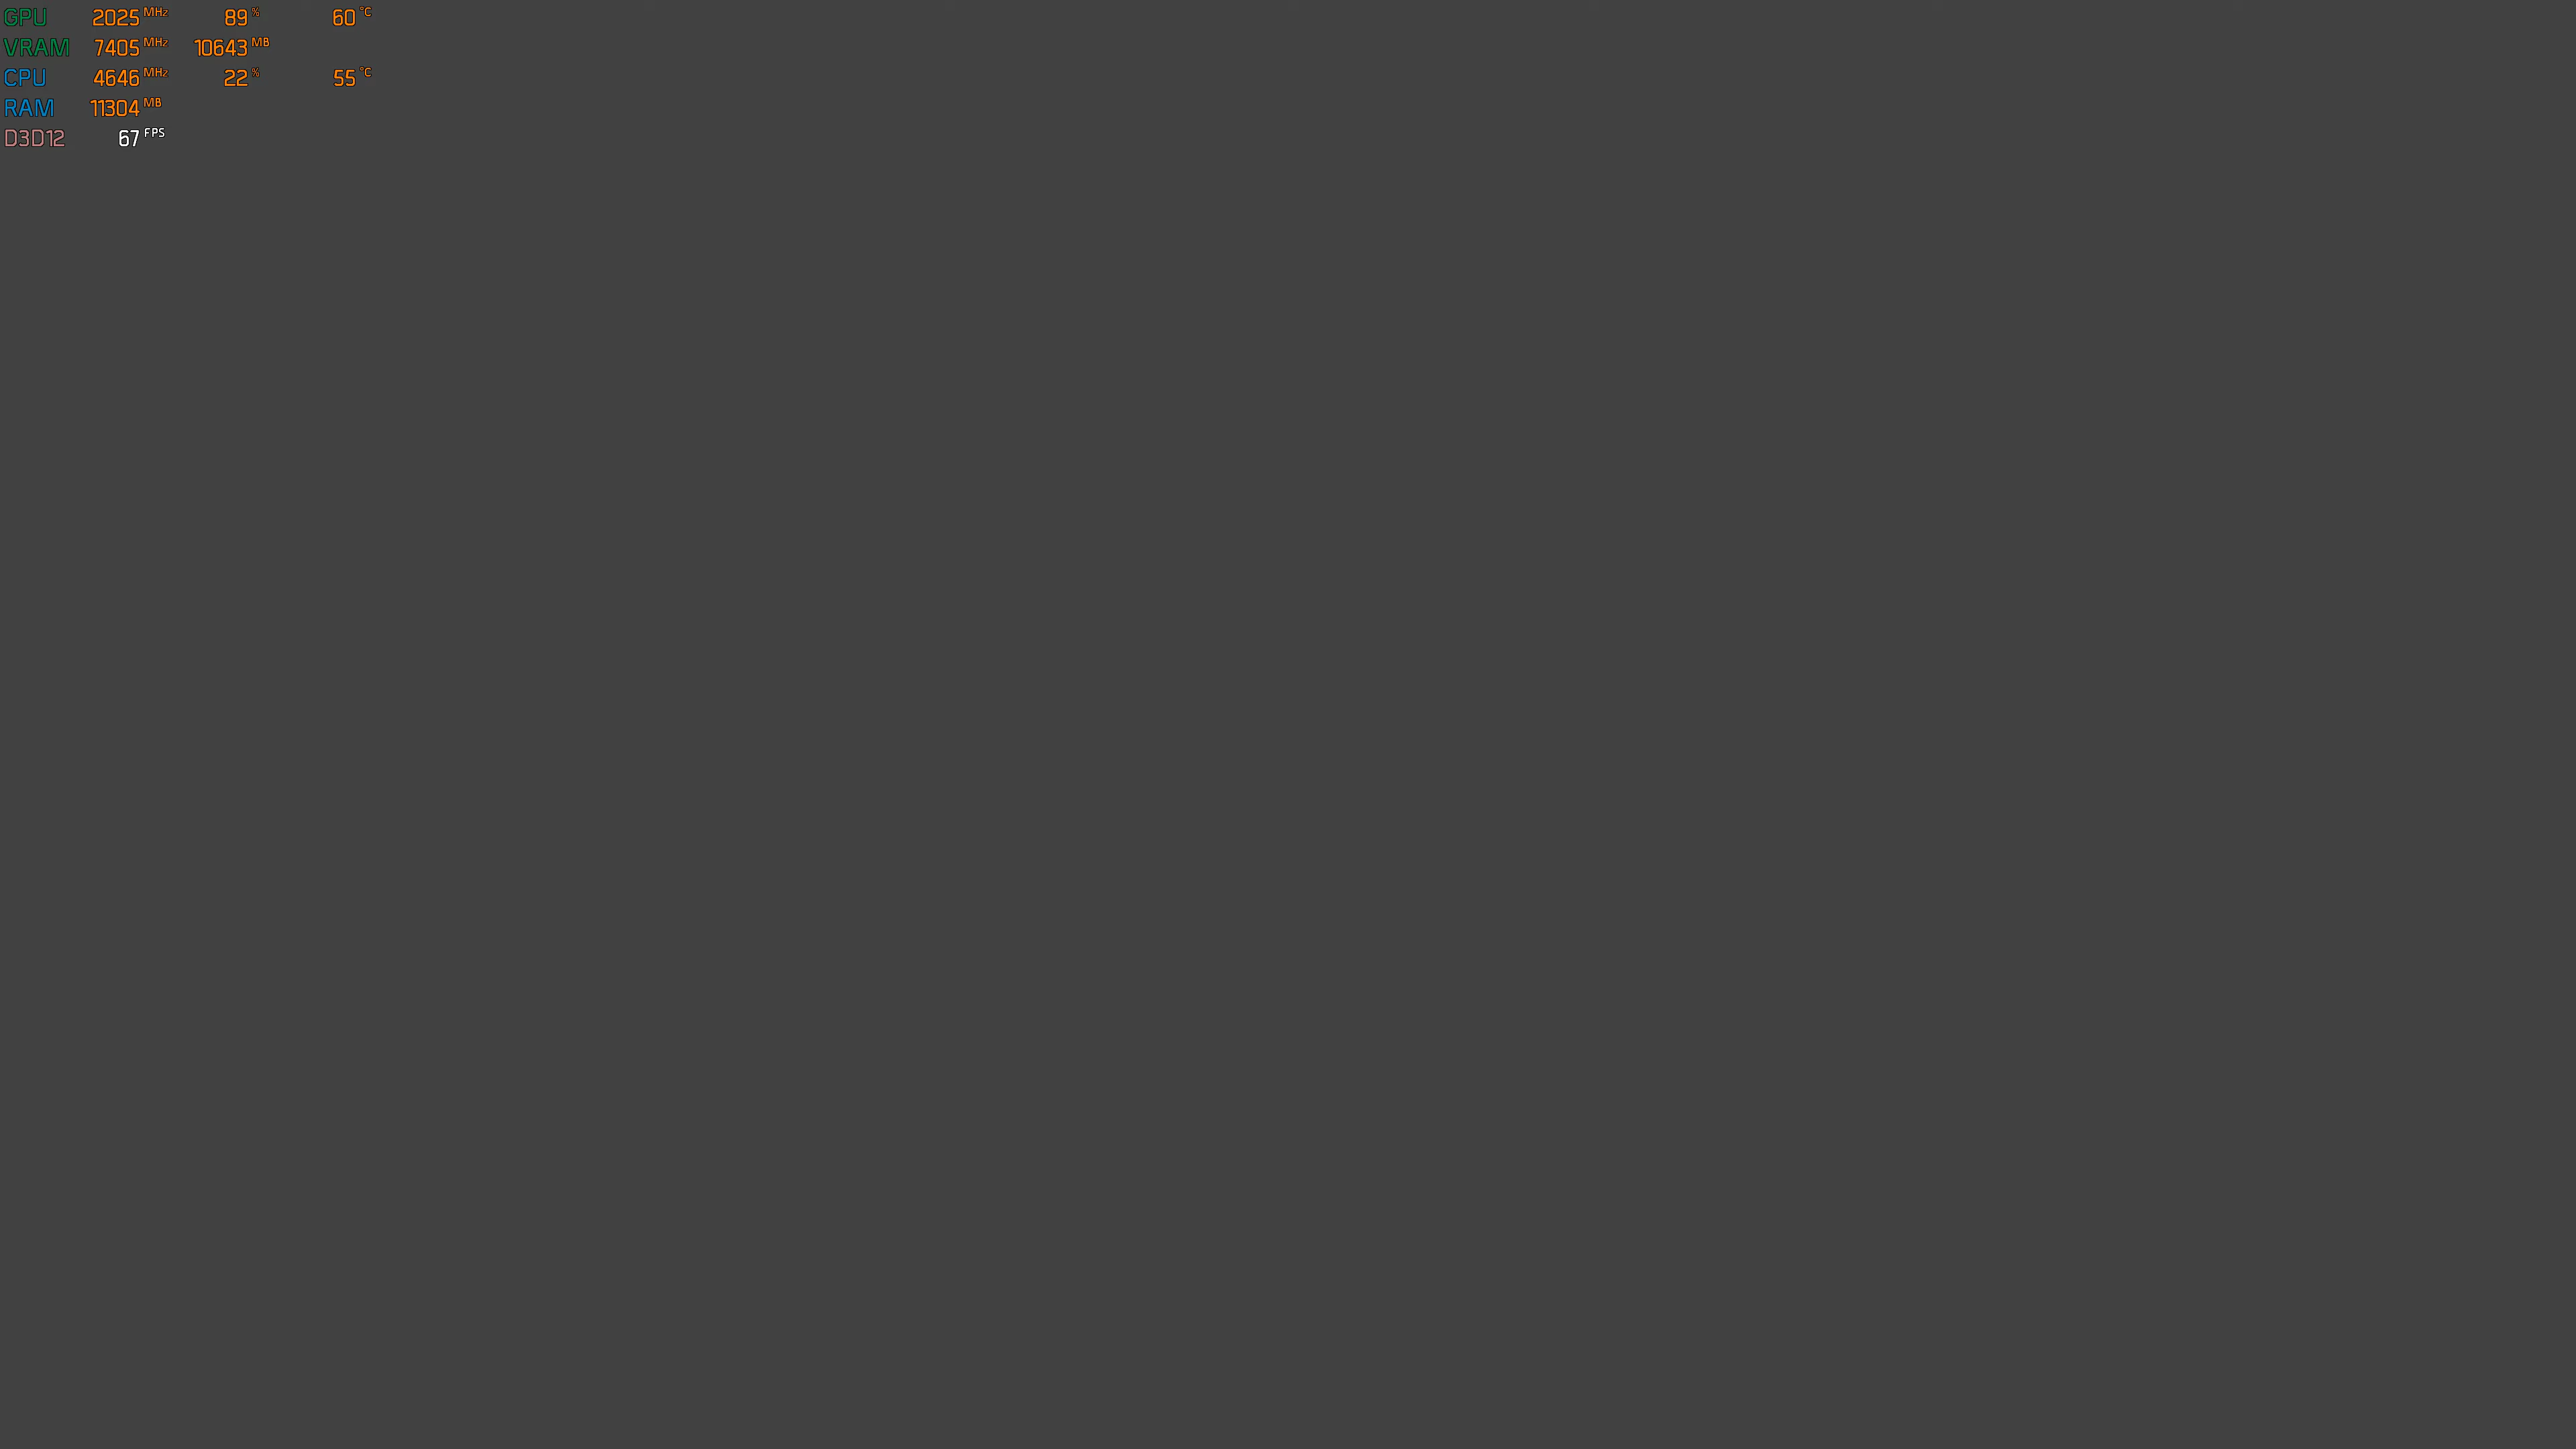 GPU 2025 MHz 89 % 60 °C
VRAM 7405 MHz 10643 MB
CPU 4646 MHz 22 % 55 °C
RAM 11304 MB
D3D12 67 FPS